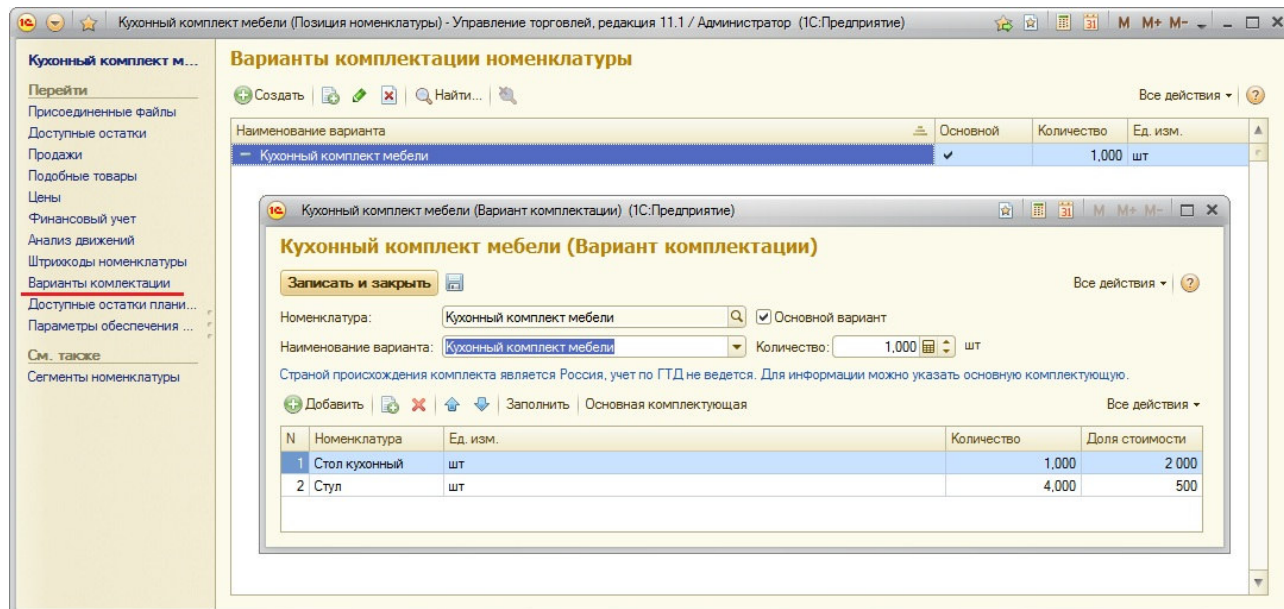 Кухонный комплект мебели (Позиция номенклатуры) - Управление торговлей, редакция 11.1 / Администратор (1С:Предприятие)
M M+ M-
Кухонный комплект м...
Перейти
Присоединенные файлы
Доступные остатки
Продажи
Подобные товары
Цены
Финансовый учет
Анализ движений
Штрихкоды номенклатуры
Варианты комлектации
Доступные остатки плани...
Параметры обеспечения ...
См. также
Сегменты номенклатуры
Варианты комплектации номенклатуры
Создать Найти... Все действия
Наименование варианта Основной Количество Ед. изм.
Кухонный комплект мебели 1,000 шт
Кухонный комплект мебели (Вариант комплектации) (1С:Предприятие) M M+ M-
Кухонный комплект мебели (Вариант комплектации)
Записать и закрыть Все действия
Номенклатура: Кухонный комплект мебели Основной вариант
Наименование варианта: Кухонный комплект мебели Количество: 1,000 шт
Страной происхождения комплекта является Россия, учет по ГТД не ведется. Для информации можно указать основную комплектующую.
Добавить Заполнить Основная комплектующая Все действия
N Номенклатура Ед. изм. Количество Доля стоимости
1 Стол кухонный шт 1,000 2 000
2 Стул шт 4,000 500